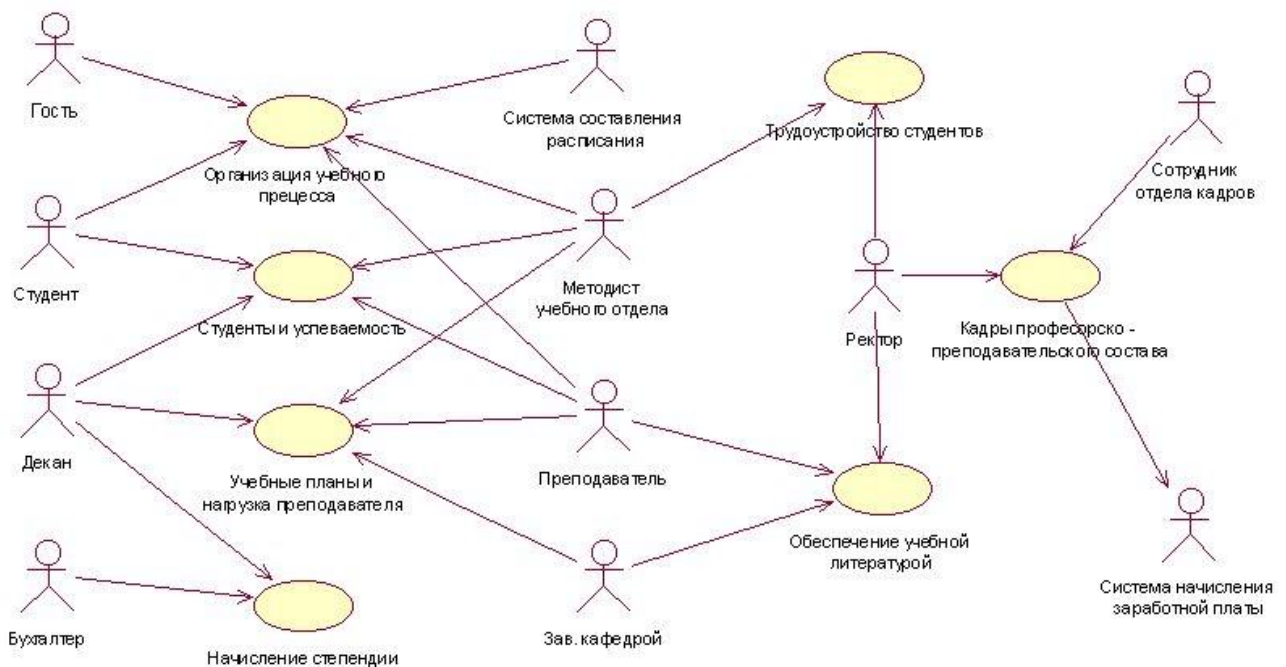 Гость
Система составления
расписания
Трудоустройство студентов
Сотрудник
отдела кадров
Организация учебного
прецесса
Студент
Методист
учебного отдела
Студенты и успеваемость
Ректор
Кадры професорско -
преподавательского состава
Декан
Учебные планы и
нагрузка преподавателя
Преподаватель
Обеспечение учебной
литературой
Система начисления
заработной платы
Бухгалтер
Начисление степендии
Зав. кафедрой